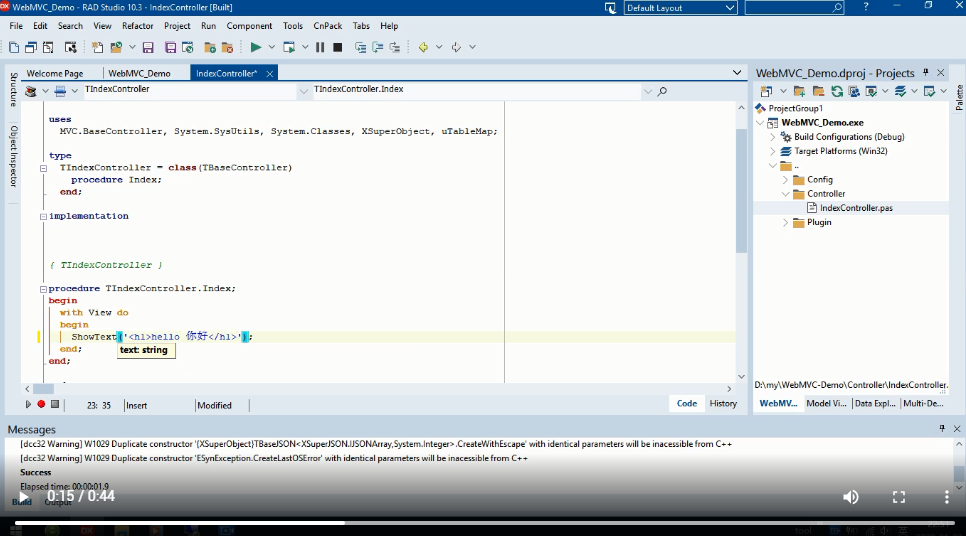 WebMVC_Demo - RAD Studio 10.3 - IndexController [Built]
Default Layout
?
File Edit Search View Refactor Project Run Component Tools CnPack Tabs Help
Structure
Object Inspector
Welcome Page WebMVC_Demo IndexController*
TIndexController TIndexController.Index
uses
MVC.BaseController, System.SysUtils, System.Classes, XSuperObject, uTableMap;
type
TIndexController = class(TBaseController)
procedure Index;
end;
implementation
{ TIndexController }
procedure TIndexController.Index;
begin
with View do
begin
ShowText('<h1>hello 你好</h1>');
end;
text: string
end;
23: 35 Insert Modified
Code History
WebMVC_Demo.dproj - Projects
Palette
ProjectGroup1
WebMVC_Demo.exe
Build Configurations (Debug)
Target Platforms (Win32)
..
Config
Controller
IndexController.pas
Plugin
D:\my\WebMVC-Demo\Controller\IndexController.
WebMV... Model Vi... Data Expl... Multi-De...
Messages
[dcc32 Warning] W1029 Duplicate constructor '{XSuperObject}TBaseJSON<XSuperJSON.IJSONArray,System.Integer>.CreateWithEscape' with identical parameters will be inacessible from C++
[dcc32 Warning] W1029 Duplicate constructor 'ESynException.CreateLastOSError' with identical parameters will be inacessible from C++
Success
Elapsed time: 00:00:01.9
0:15 / 0:44
Build Output